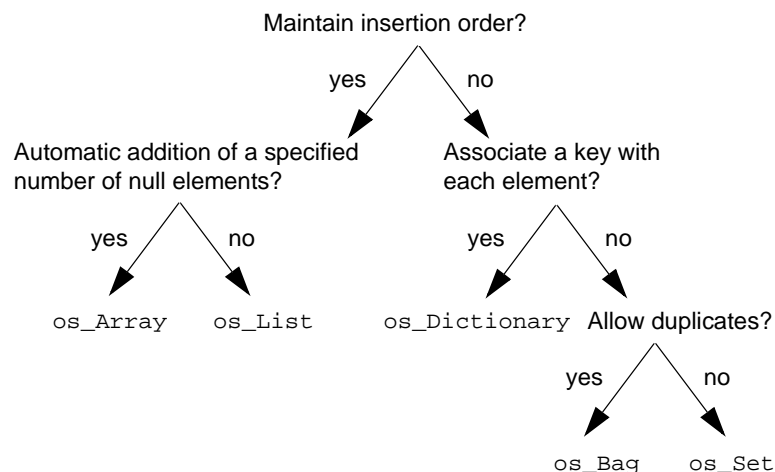 Maintain insertion order?
yes
no
Automatic addition of a specified
number of null elements?
Associate a key with
each element?
yes
no
yes
no
os_Array
os_List
os_Dictionary
Allow duplicates?
yes
no
os_Bag
os_Set